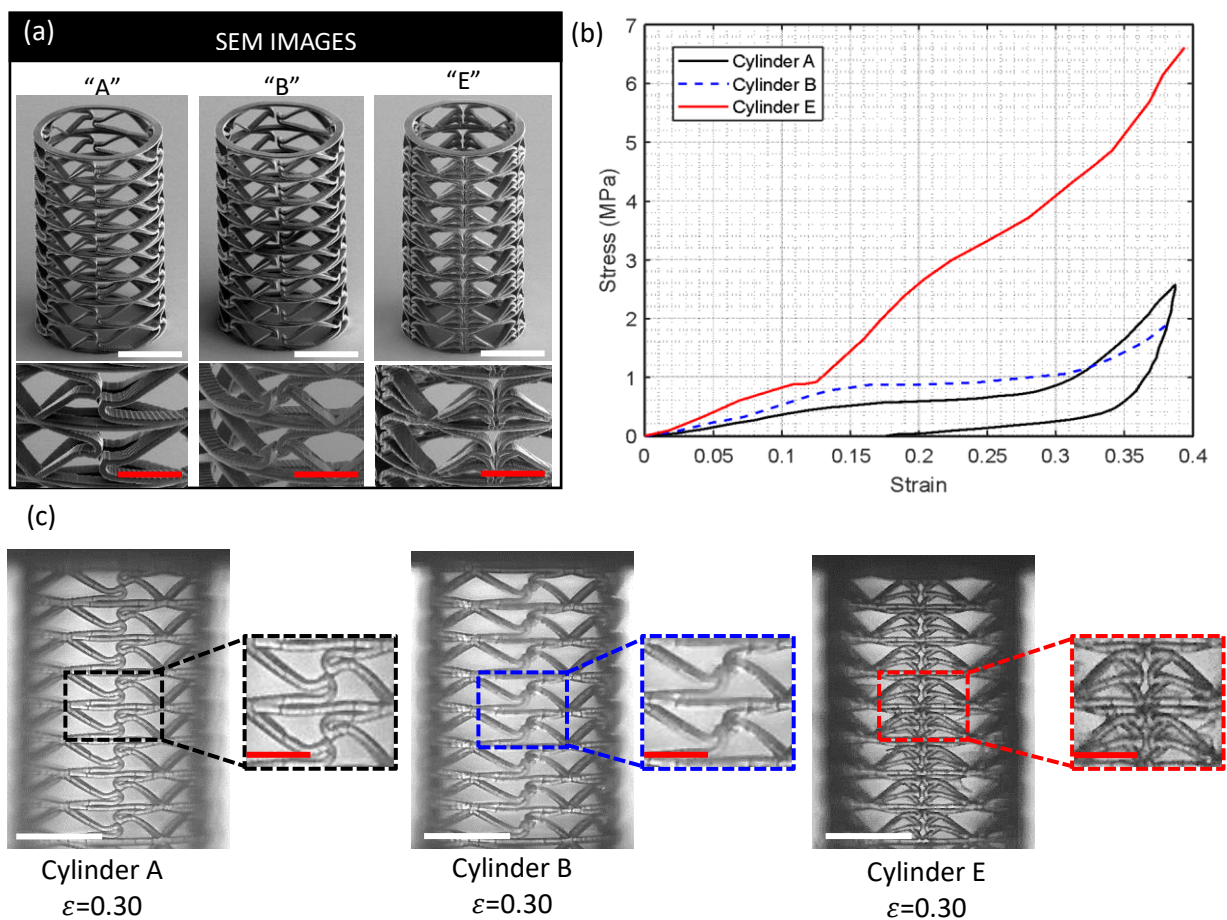 (a)
SEM IMAGES
“A”
“B”
“E”
(b)
Cylinder A
Cylinder B
Cylinder E
7
6
5
4
3
2
1
0
Stress (MPa)
0
0.05
0.1
0.15
0.2
0.25
0.3
0.35
0.4
Strain
(c)
Cylinder A
ε=0.30
Cylinder B
ε=0.30
Cylinder E
ε=0.30